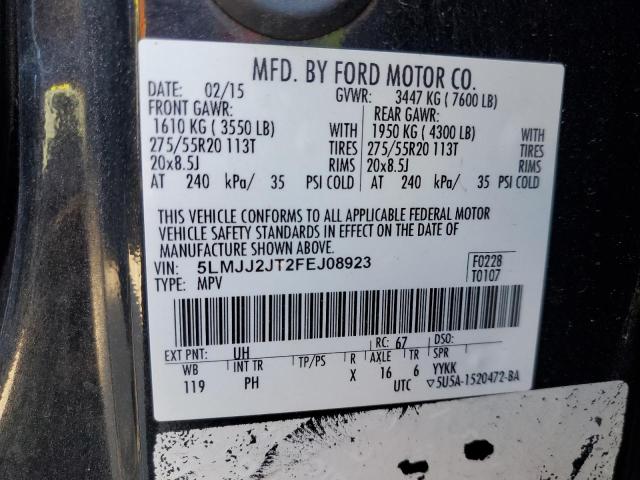 MFD. BY FORD MOTOR CO.
DATE: 02/15 GVWR: 3447 KG ( 7600 LB)
FRONT GAWR: REAR GAWR:
1610 KG ( 3550 LB) WITH 1950 KG ( 4300 LB) WITH
275/55R20 113T TIRES 275/55R20 113T TIRES
20x8.5J RIMS 20x8.5J RIMS
AT 240 kPa/ 35 PSI COLD AT 240 kPa/ 35 PSI COLD
THIS VEHICLE CONFORMS TO ALL APPLICABLE FEDERAL MOTOR
VEHICLE SAFETY STANDARDS IN EFFECT ON THE DATE OF
MANUFACTURE SHOWN ABOVE.
VIN: 5LMJJ2JT2FEJ08923 F0228
TYPE: MPV T0107
EXT PNT: UH RC: 67 DSO:
WB INT TR TP/PS R AXLE TR SPR
119 PH X 16 6 YYKK
UTC ▽5U5A-1520472-BA